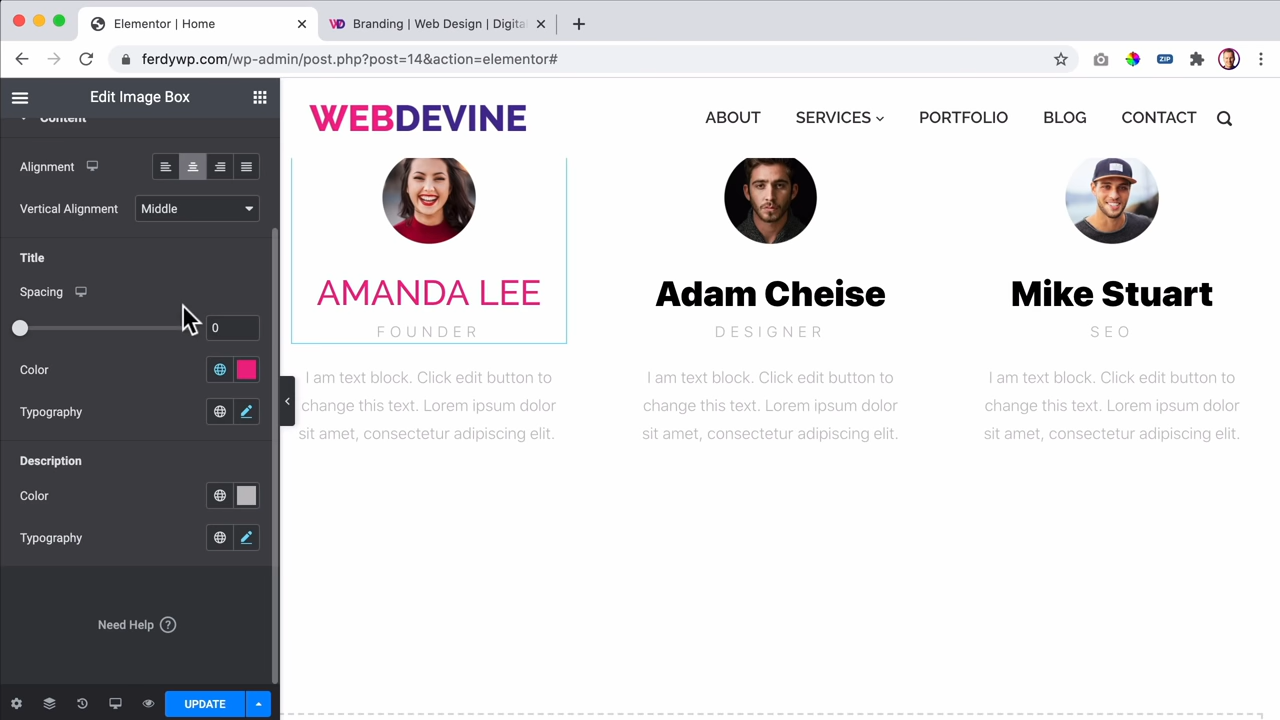 Elementor | Home
WD Branding | Web Design | Digita
ferdywp.com/wp-admin/post.php?post=14&action=elementor#
ZIP
Edit Image Box
Content
Alignment
Vertical Alignment Middle
Title
Spacing
0
Color
Typography
Description
Color
Typography
Need Help ?
UPDATE
WEBDEVINE
ABOUT SERVICES PORTFOLIO BLOG CONTACT
AMANDA LEE
FOUNDER
I am text block. Click edit button to
change this text. Lorem ipsum dolor
sit amet, consectetur adipiscing elit.
Adam Cheise
DESIGNER
I am text block. Click edit button to
change this text. Lorem ipsum dolor
sit amet, consectetur adipiscing elit.
Mike Stuart
SEO
I am text block. Click edit button to
change this text. Lorem ipsum dolor
sit amet, consectetur adipiscing elit.